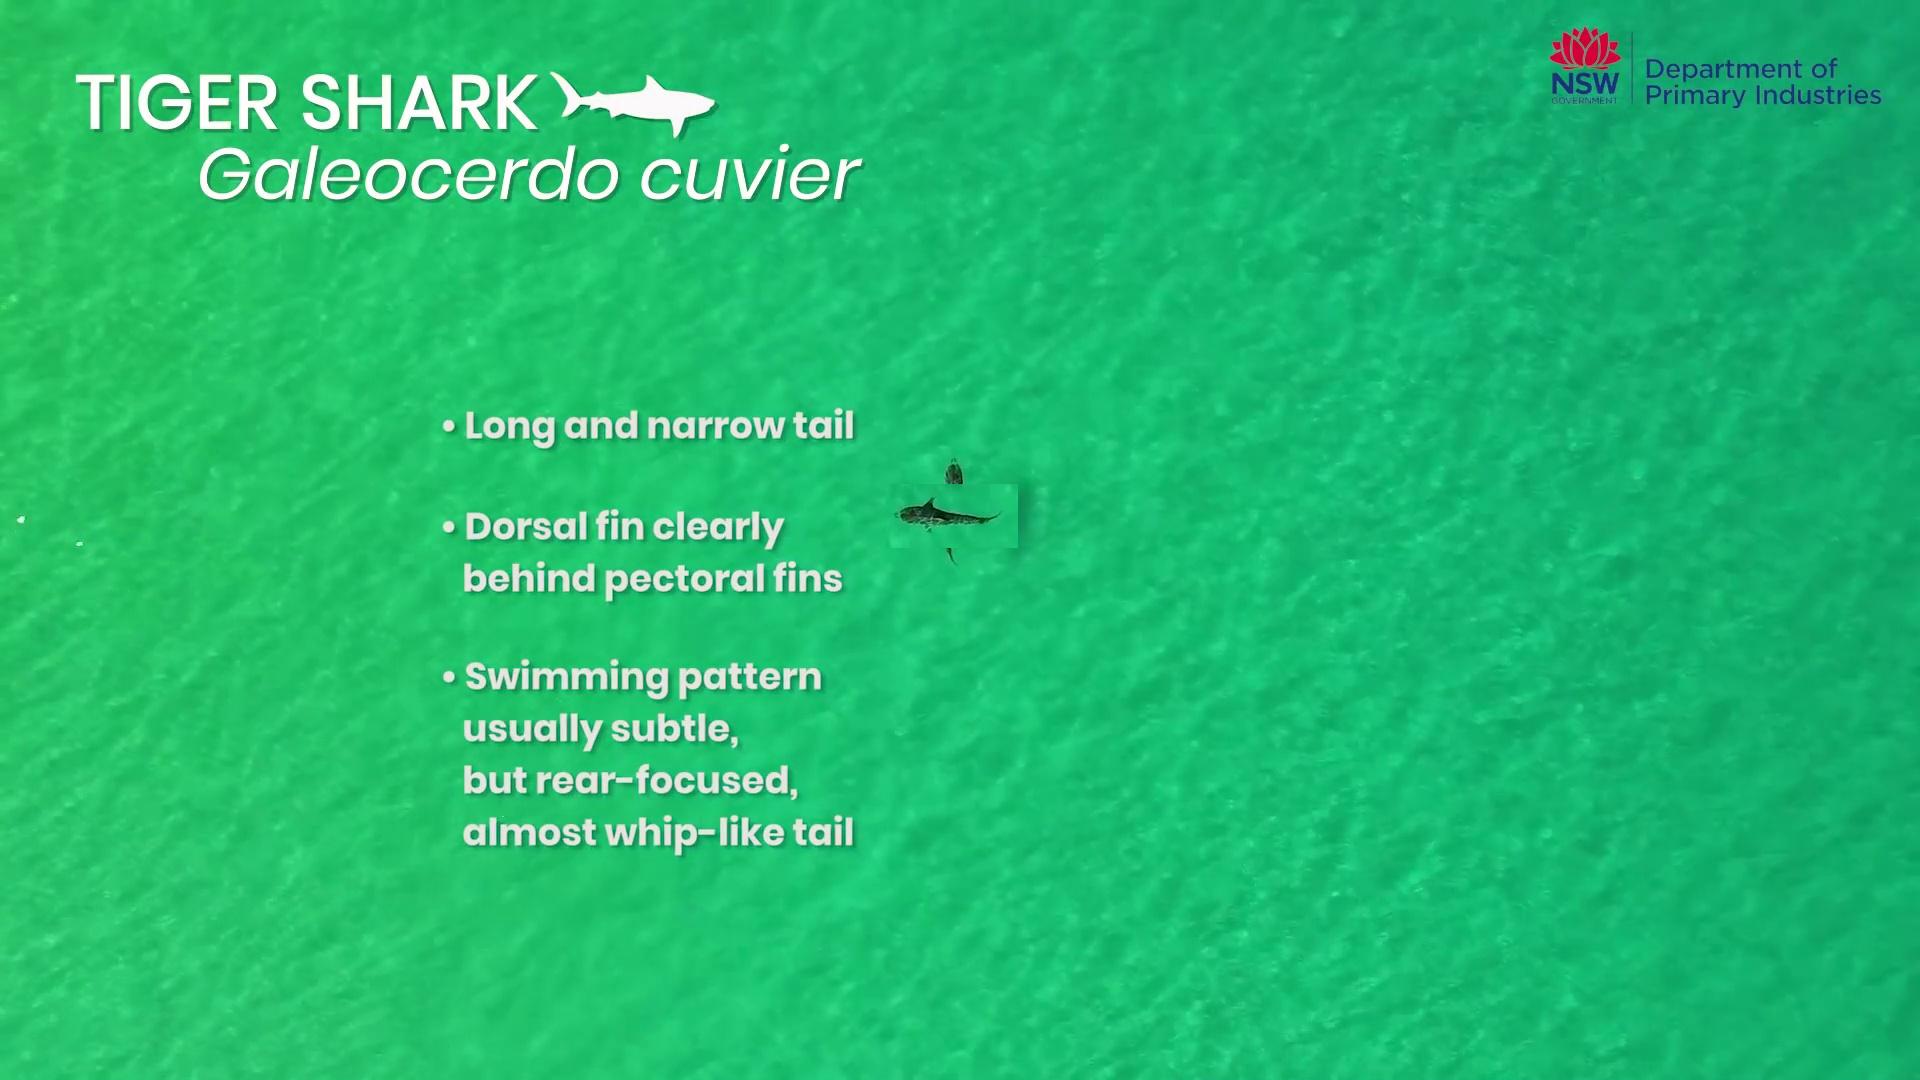 TIGER SHARK
Galeocerdo cuvier
NSW
GOVERNMENT
Department of
Primary Industries
• Long and narrow tail
• Dorsal fin clearly
behind pectoral fins
• Swimming pattern
usually subtle,
but rear-focused,
almost whip-like tail